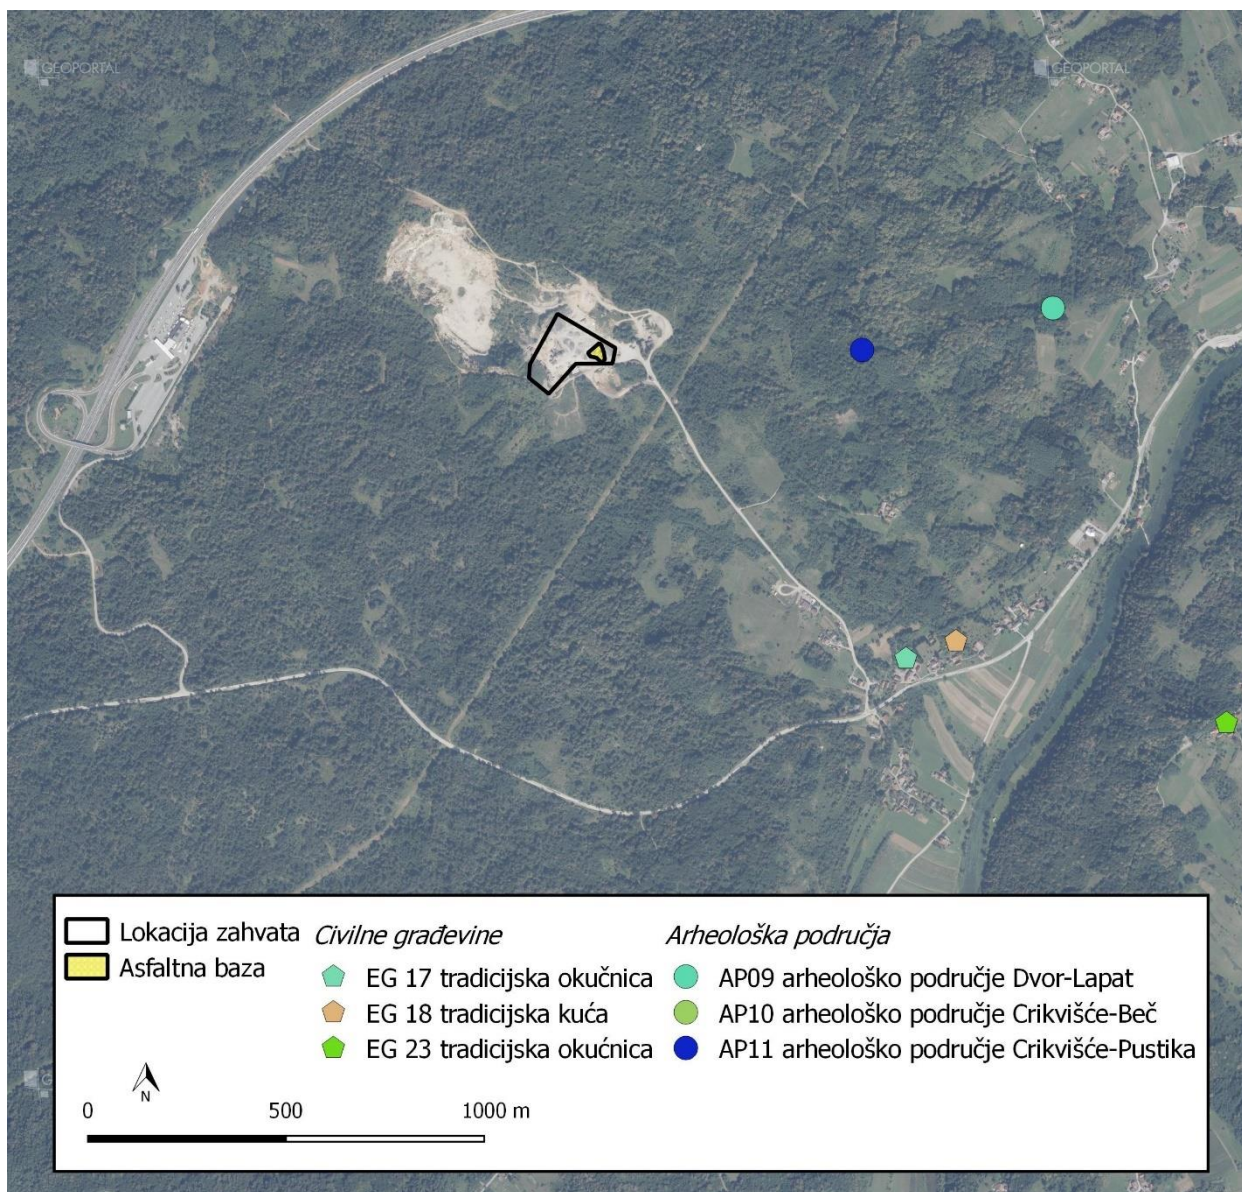 GEOPORTAL
GEOPORTAL
Lokacija zahvata
Asfaltna baza
Civilne građevine
EG 17 tradicijska okučnica
EG 18 tradicijska kuća
EG 23 tradicijska okućnica
Arheološka područja
AP09 arheološko područje Dvor-Lapat
AP10 arheološko područje Crikvišće-Beč
AP11 arheološko područje Crikvišće-Pustika
N
0 500 1000 m